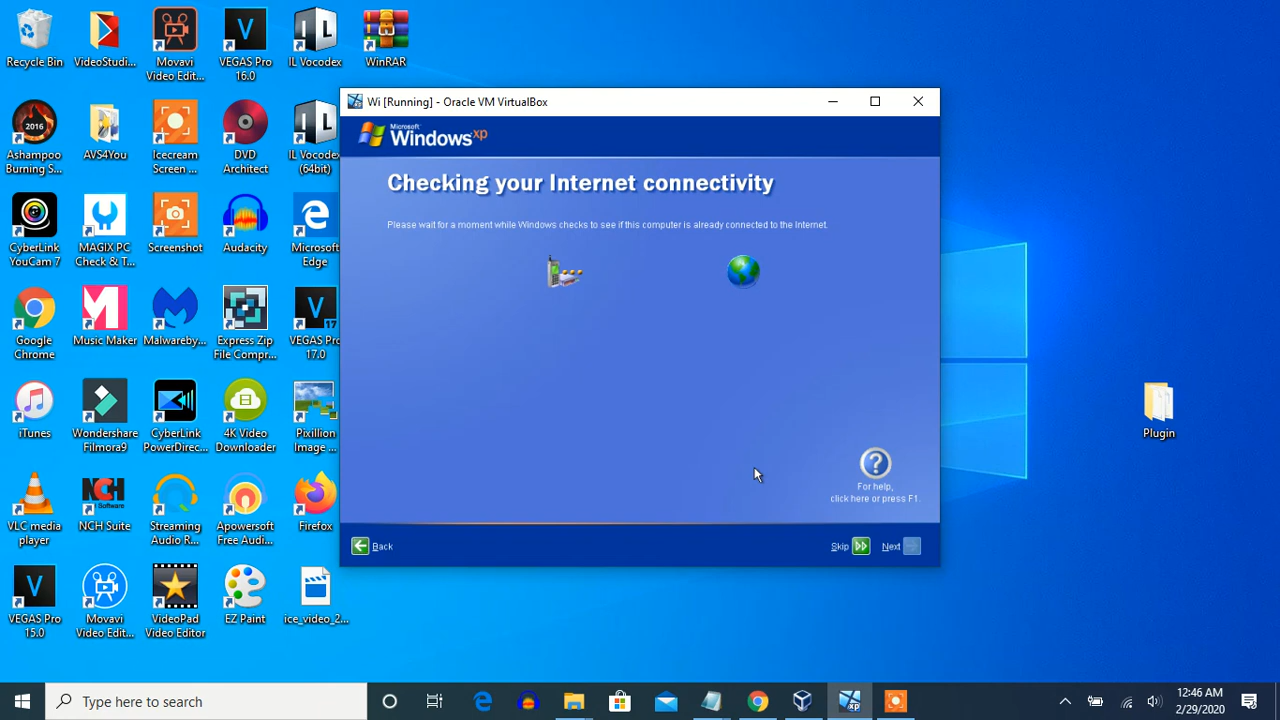 Recycle Bin
VideoStudi...
Movavi
Video Edit...
VEGAS Pro
16.0
IL Vocodex
WinRAR
2016
Ashampoo
Burning S...
AVS4You
Icecream
Screen ...
DVD
Architect
IL Vocodex
(64bit)
CyberLink
YouCam 7
MAGIX PC
Check & T...
Screenshot
Audacity
Microsoft
Edge
Google
Chrome
Music Maker
Malwareby...
Express Zip
File Compr...
VEGAS Pro
17.0
iTunes
Wondershare
Filmora9
CyberLink
PowerDirec...
4K Video
Downloader
Pixillion
Image ...
VLC media
player
NCH Suite
Streaming
Audio R...
Apowersoft
Free Audi...
Firefox
VEGAS Pro
15.0
Movavi
Video Edit...
VideoPad
Video Editor
EZ Paint
ice_video_2...
Plugin
Wi [Running] - Oracle VM VirtualBox
Microsoft
Windows xp
Checking your Internet connectivity
Please wait for a moment while Windows checks to see if this computer is already connected to the Internet.
For help,
click here or press F1.
Back
Skip
Next
Type here to search
12:46 AM
2/29/2020